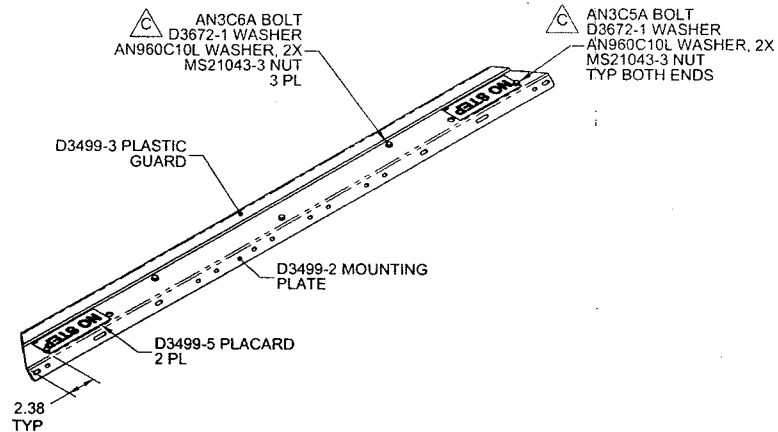 C
AN3C6A BOLT
D3672-1 WASHER
AN960C10L WASHER, 2X
MS21043-3 NUT
3 PL
C
AN3C5A BOLT
D3672-1 WASHER
AN960C10L WASHER, 2X
MS21043-3 NUT
TYP BOTH ENDS
NO STEP
D3499-3 PLASTIC
GUARD
D3499-2 MOUNTING
PLATE
NO STEP
D3499-5 PLACARD
2 PL
2.38
TYP